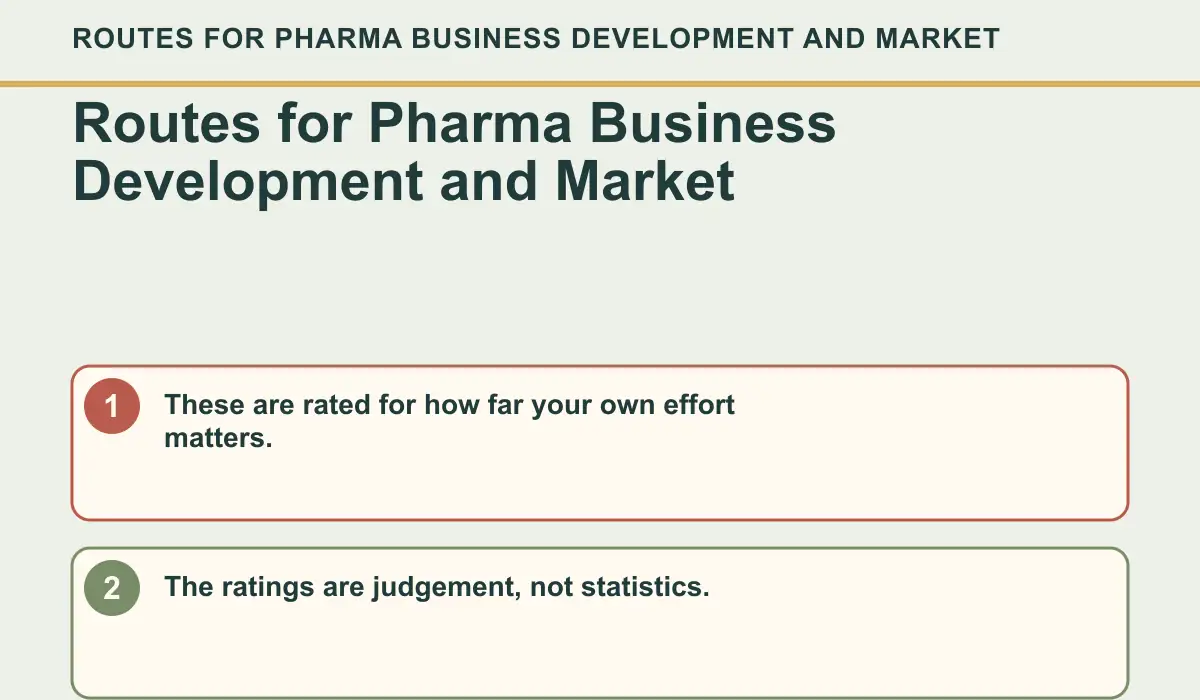 ROUTES FOR PHARMA BUSINESS DEVELOPMENT AND MARKET
Routes for Pharma Business
Development and Market
1
These are rated for how far your own effort
matters.
2
The ratings are judgement, not statistics.